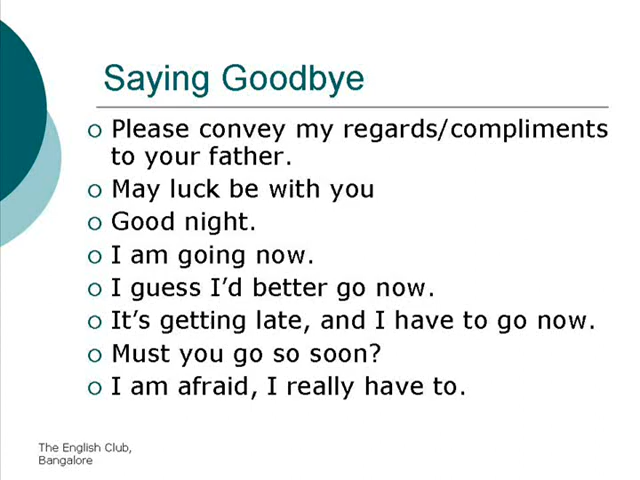 Saying Goodbye
Please convey my regards/compliments
to your father.
May luck be with you
Good night.
I am going now.
I guess I’d better go now.
It’s getting late, and I have to go now.
Must you go so soon?
I am afraid, I really have to.
The English Club,
Bangalore